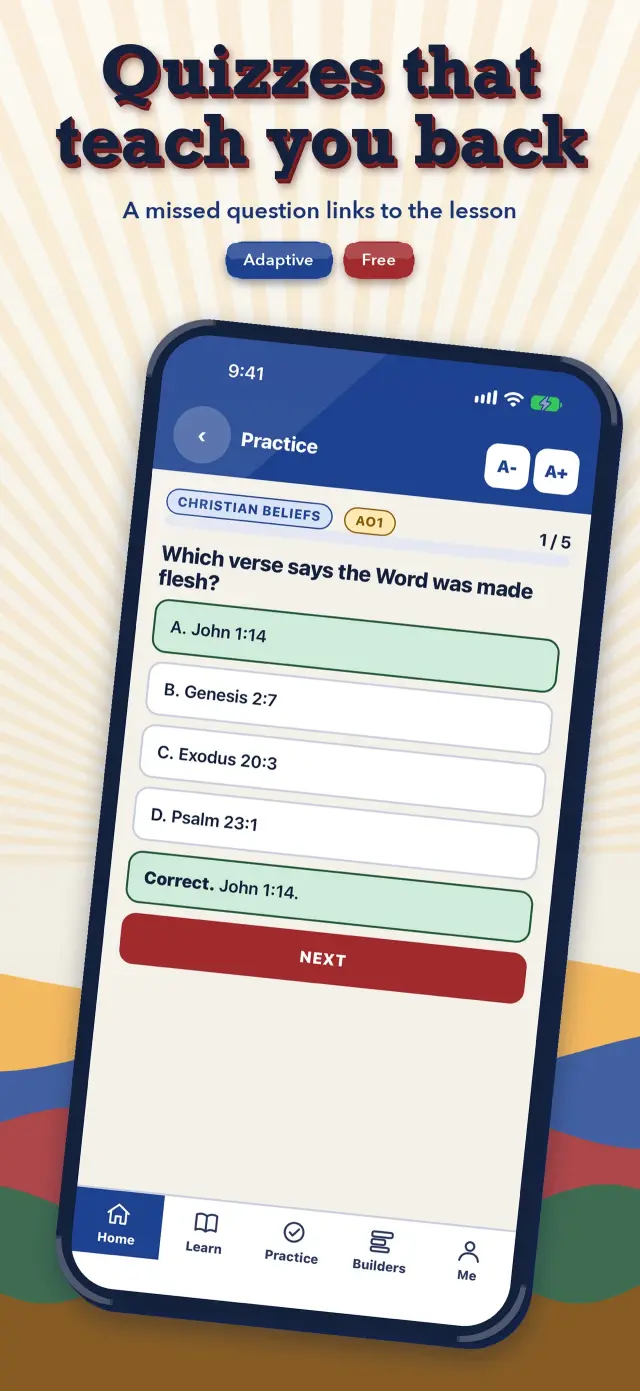 Quizzes that
teach you back
A missed question links to the lesson
Adaptive Free
9:41
‹ Practice A- A+
CHRISTIAN BELIEFS AO1 1 / 5
Which verse says the Word was made
flesh?
A. John 1:14
B. Genesis 2:7
C. Exodus 20:3
D. Psalm 23:1
Correct. John 1:14.
NEXT
Home Learn Practice Builders Me